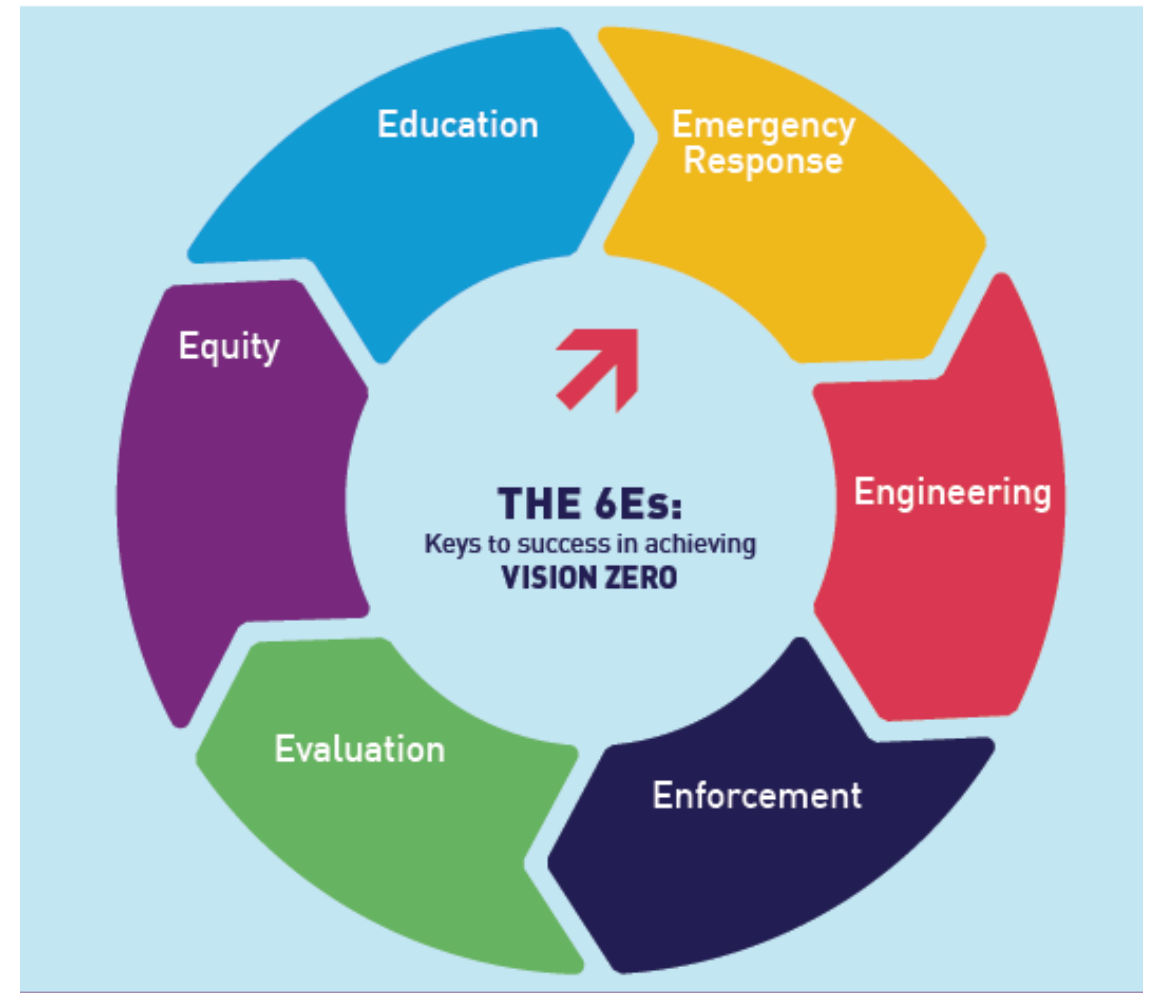 Education
Emergency
Response
Equity
Engineering
THE 6Es:
Keys to success in achieving
VISION ZERO
Evaluation
Enforcement